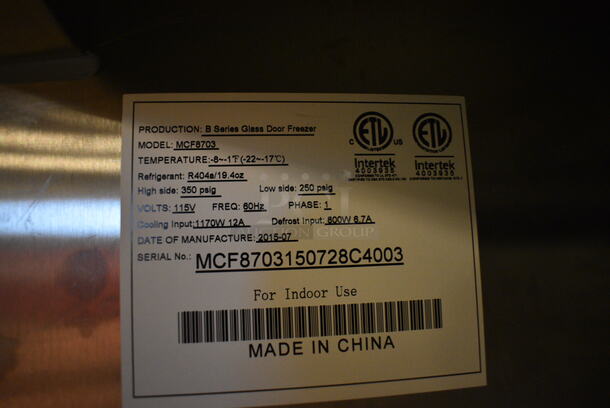 PRODUCTION: B Series Glass Door Freezer
MODEL: MCF8703
TEMPERATURE:-8~-1℉(-22~-17℃)
Refrigerant: R404a/19.4oz
High side: 350 psig Low side: 250 psig
VOLTS: 115V FREQ: 60Hz PHASE: 1
Cooling Input:1170W 12A Defrost Input: 800W 6.7A
DATE OF MANUFACTURE: 2015-07
SERIAL No.: MCF8703150728C4003
For Indoor Use
MADE IN CHINA
C ETL US
Intertek
4003935
ETL
Intertek
4003935
AUCTION GROUP